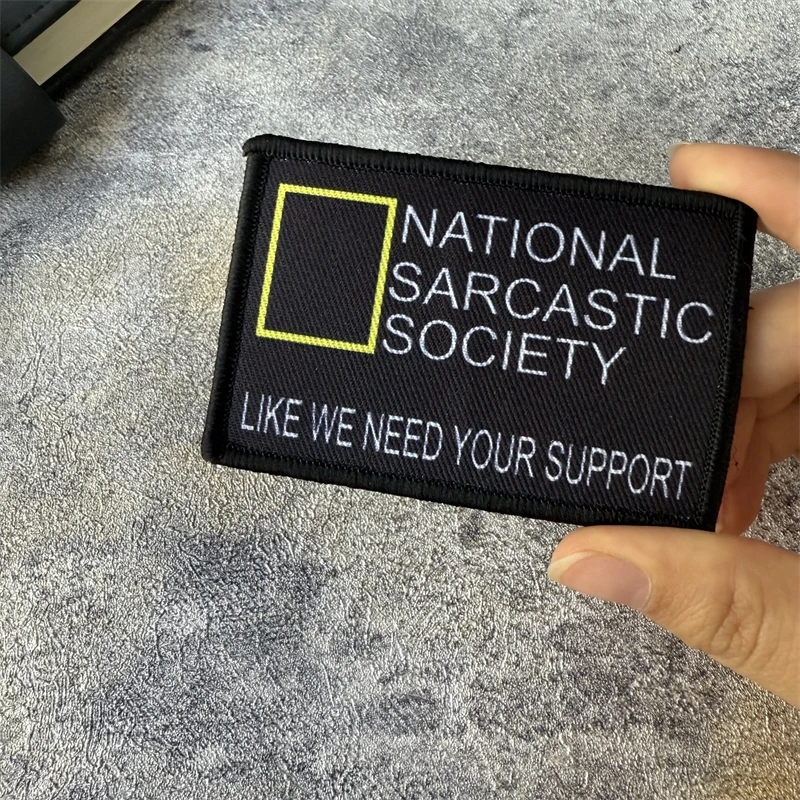 NATIONAL
SARCASTIC
SOCIETY
LIKE WE NEED YOUR SUPPORT